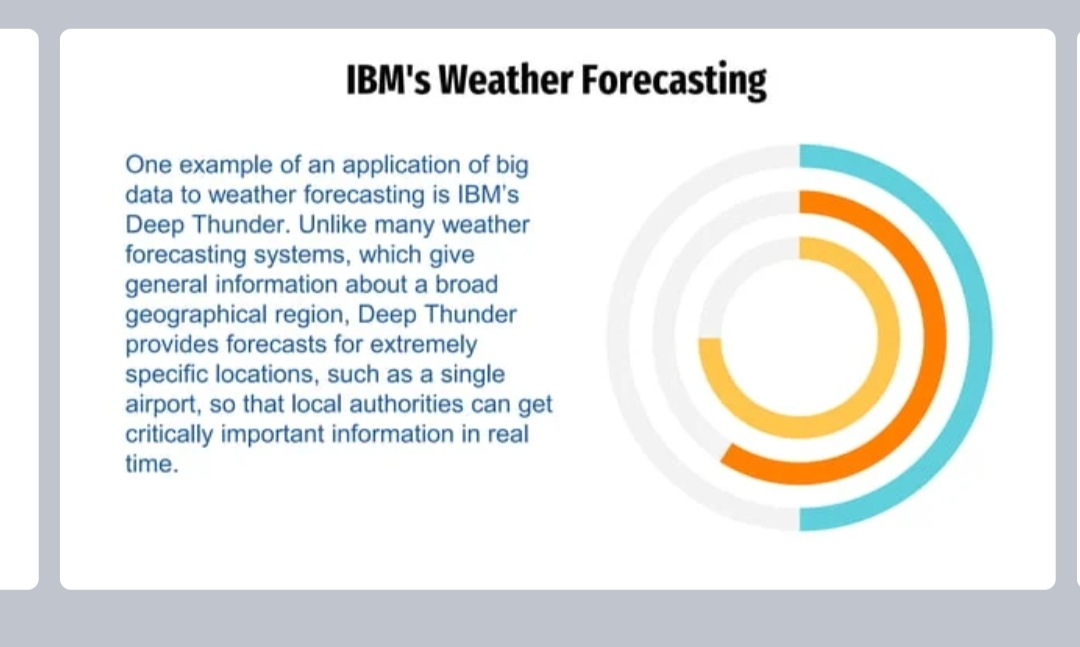 IBM's Weather Forecasting
One example of an application of big
data to weather forecasting is IBM's
Deep Thunder. Unlike many weather
forecasting systems, which give
general information about a broad
geographical region, Deep Thunder
provides forecasts for extremely
specific locations, such as a single
airport, so that local authorities can get
critically important information in real
time.